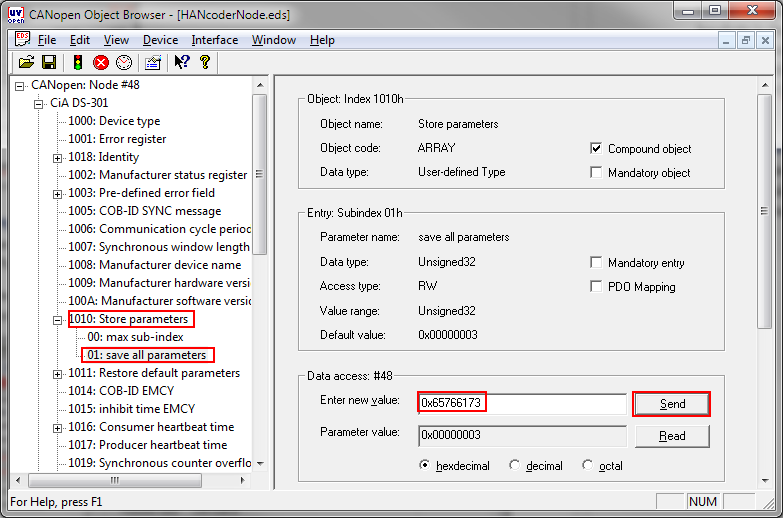 CANopen Object Browser - [HANcoderNode.eds]
File Edit View Device Interface Window Help
CANopen: Node #48
CiA DS-301
1000: Device type
1001: Error register
1018: Identity
1002: Manufacturer status register
1003: Pre-defined error field
1005: COB-ID SYNC message
1006: Communication cycle period
1007: Synchronous window length
1008: Manufacturer device name
1009: Manufacturer hardware versi
100A: Manufacturer software versi
1010: Store parameters
00: max sub-index
01: save all parameters
1011: Restore default parameters
1014: COB-ID EMCY
1015: inhibit time EMCY
1016: Consumer heartbeat time
1017: Producer heartbeat time
1019: Synchronous counter overflo
Object: Index 1010h
Object name: Store parameters
Object code: ARRAY Compound object
Data type: User-defined Type Mandatory object
Entry: Subindex 01h
Parameter name: save all parameters
Data type: Unsigned32 Mandatory entry
Access type: RW PDO Mapping
Value range: Unsigned32
Default value: 0x00000003
Data access: #48
Enter new value: 0x65766173 Send
Parameter value: 0x00000003 Read
hexdecimal decimal octal
For Help, press F1 NUM